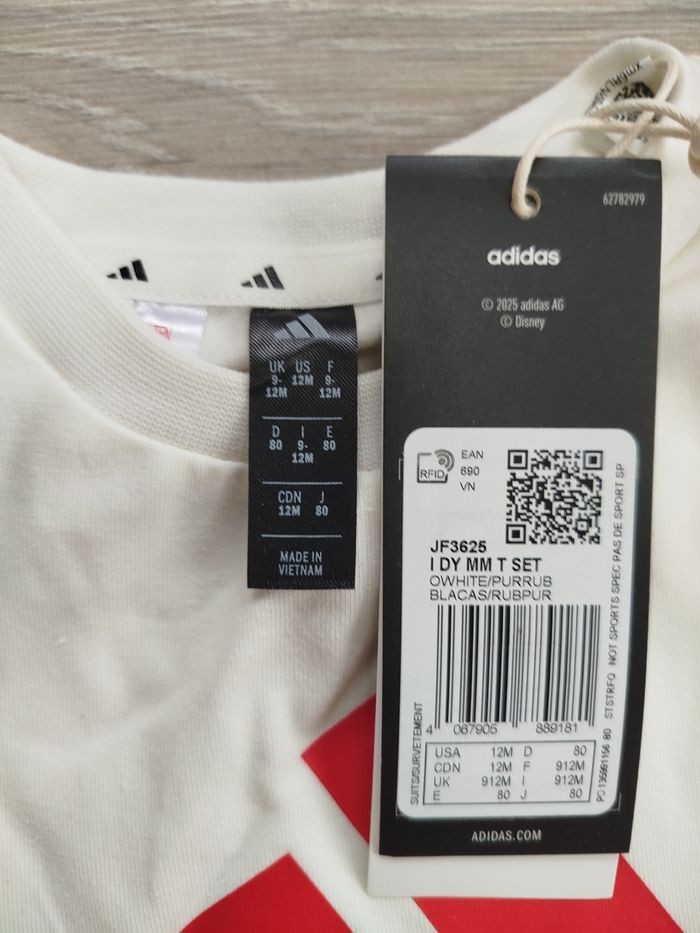 62782979
adidas
© 2025 adidas AG
© Disney
UK US F
9-12M 12M 9-12M
D I E
80 9-12M 80
CDN J
12M 80
MADE IN
VIETNAM
RFID
EAN
690
VN
JF3625
I DY MM T SET
OWHITE/PURRUB
BLACAS/RUBPUR
4 067905 889181
USA 12M D 80
CDN 12M F 912M
UK 912M I 912M
E 80 J 80
SUITS/SURVETEMENT
STSTRFQ NOT SPORTS SPEC PAS DE SPORT SP
ADIDAS.COM